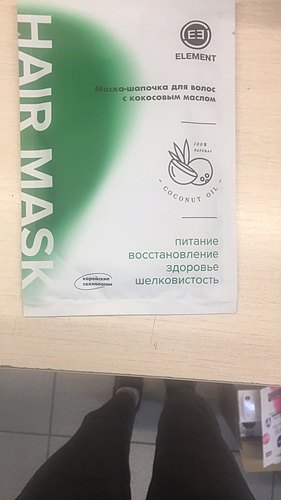 HAIR MASK
ELEMENT
Маска-шапочка для волос
с кокосовым маслом
100%
NATURAL
COCONUT OIL
питание
восстановление
здоровье
шелковистость
корейские
технологии